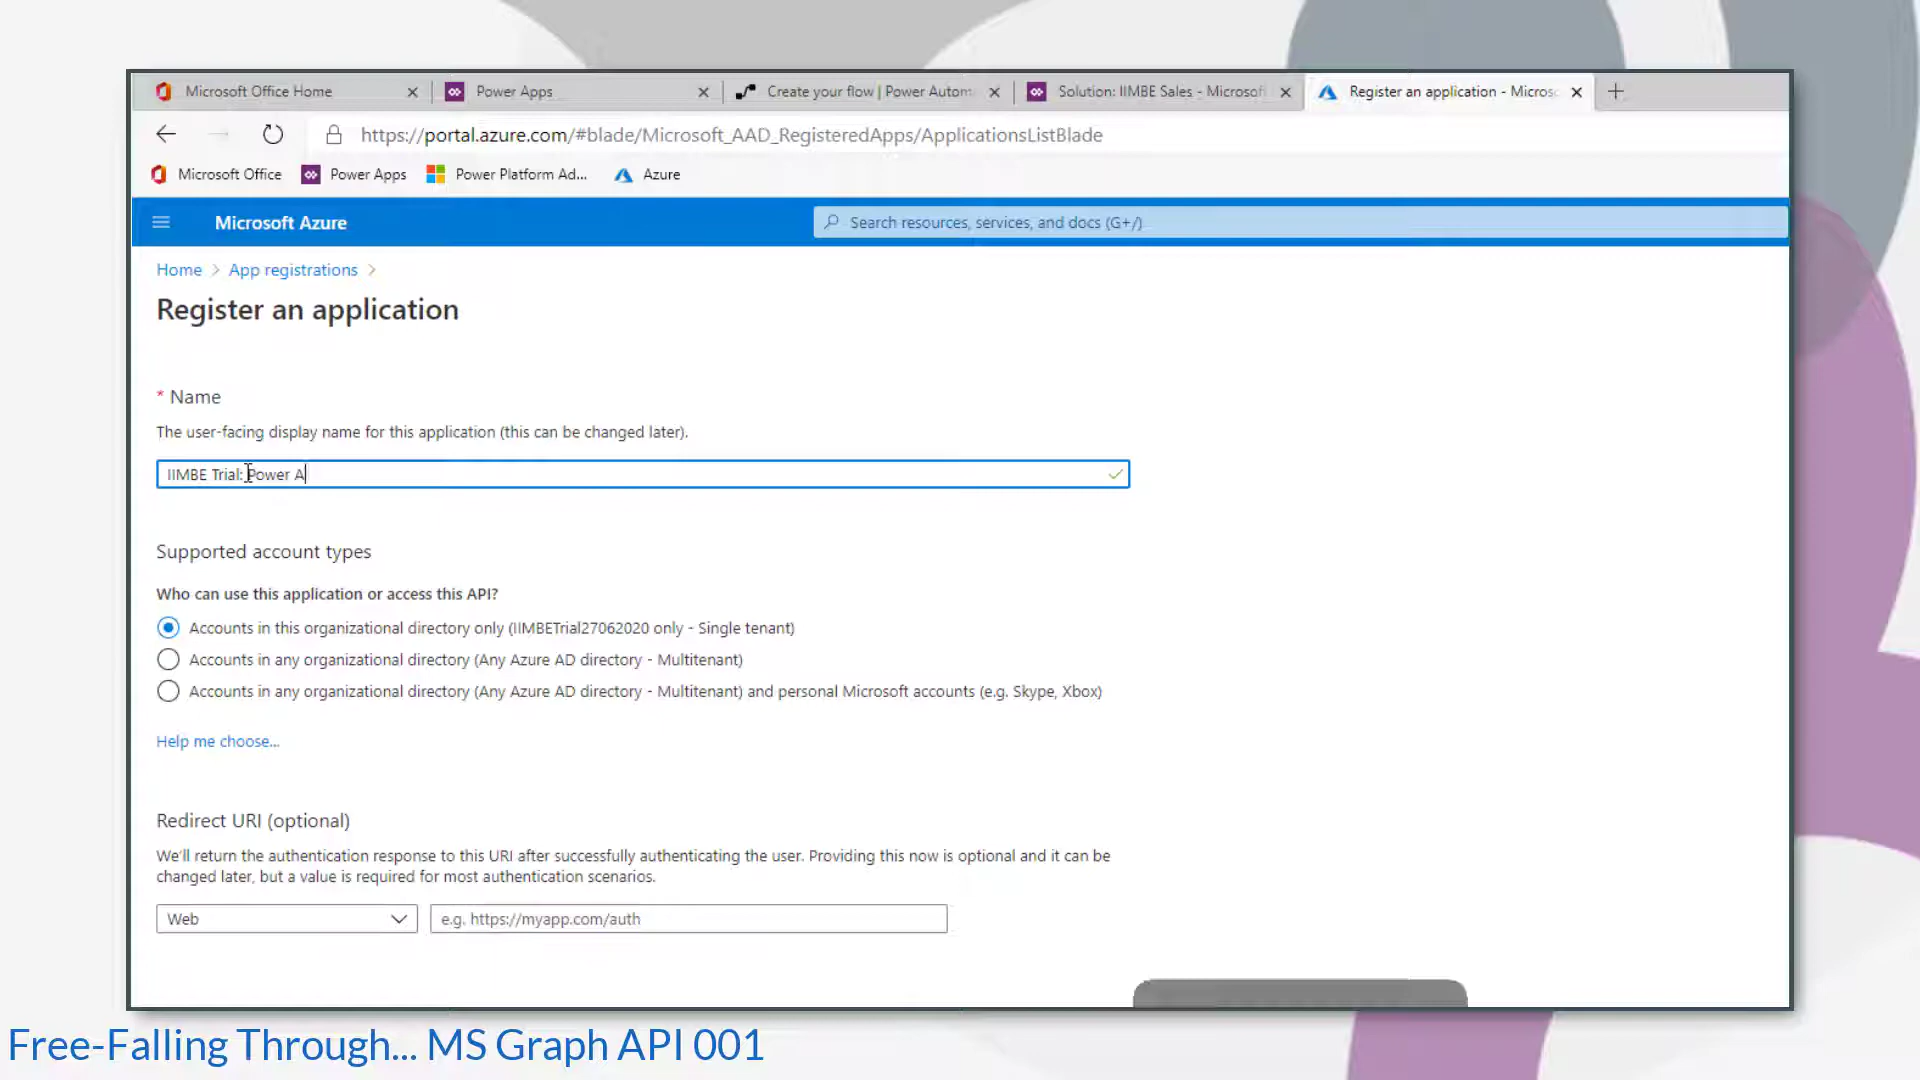 Microsoft Office Home
Power Apps
Create your flow | Power Autom
Solution: IIMBE Sales - Microsof
Register an application - Micros
https://portal.azure.com/#blade/Microsoft_AAD_RegisteredApps/ApplicationsListBlade
Microsoft Office
Power Apps
Power Platform Ad...
Azure
Microsoft Azure
Search resources, services, and docs (G+/)
Home > App registrations >
Register an application
* Name
The user-facing display name for this application (this can be changed later).
IIMBE Trial: Power A
Supported account types
Who can use this application or access this API?
Accounts in this organizational directory only (IIMBETrial27062020 only - Single tenant)
Accounts in any organizational directory (Any Azure AD directory - Multitenant)
Accounts in any organizational directory (Any Azure AD directory - Multitenant) and personal Microsoft accounts (e.g. Skype, Xbox)
Help me choose...
Redirect URI (optional)
We'll return the authentication response to this URI after successfully authenticating the user. Providing this now is optional and it can be
changed later, but a value is required for most authentication scenarios.
Web
e.g. https://myapp.com/auth
Free-Falling Through... MS Graph API 001